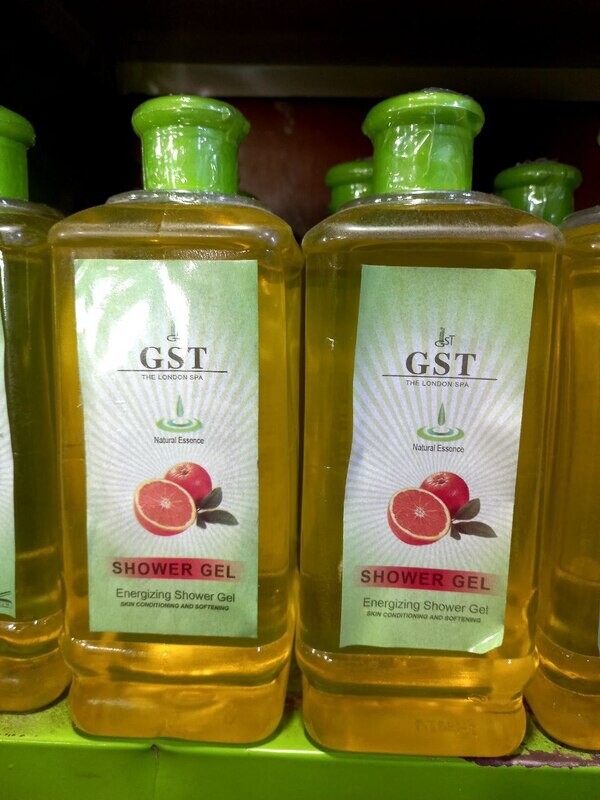 GST
THE LONDON SPA
Natural Essence
SHOWER GEL
Energizing Shower Gel
SKIN CONDITIONING AND SOFTENING
GST
GST
THE LONDON SPA
Natural Essence
SHOWER GEL
Energizing Shower Gel
SKIN CONDITIONING AND SOFTENING